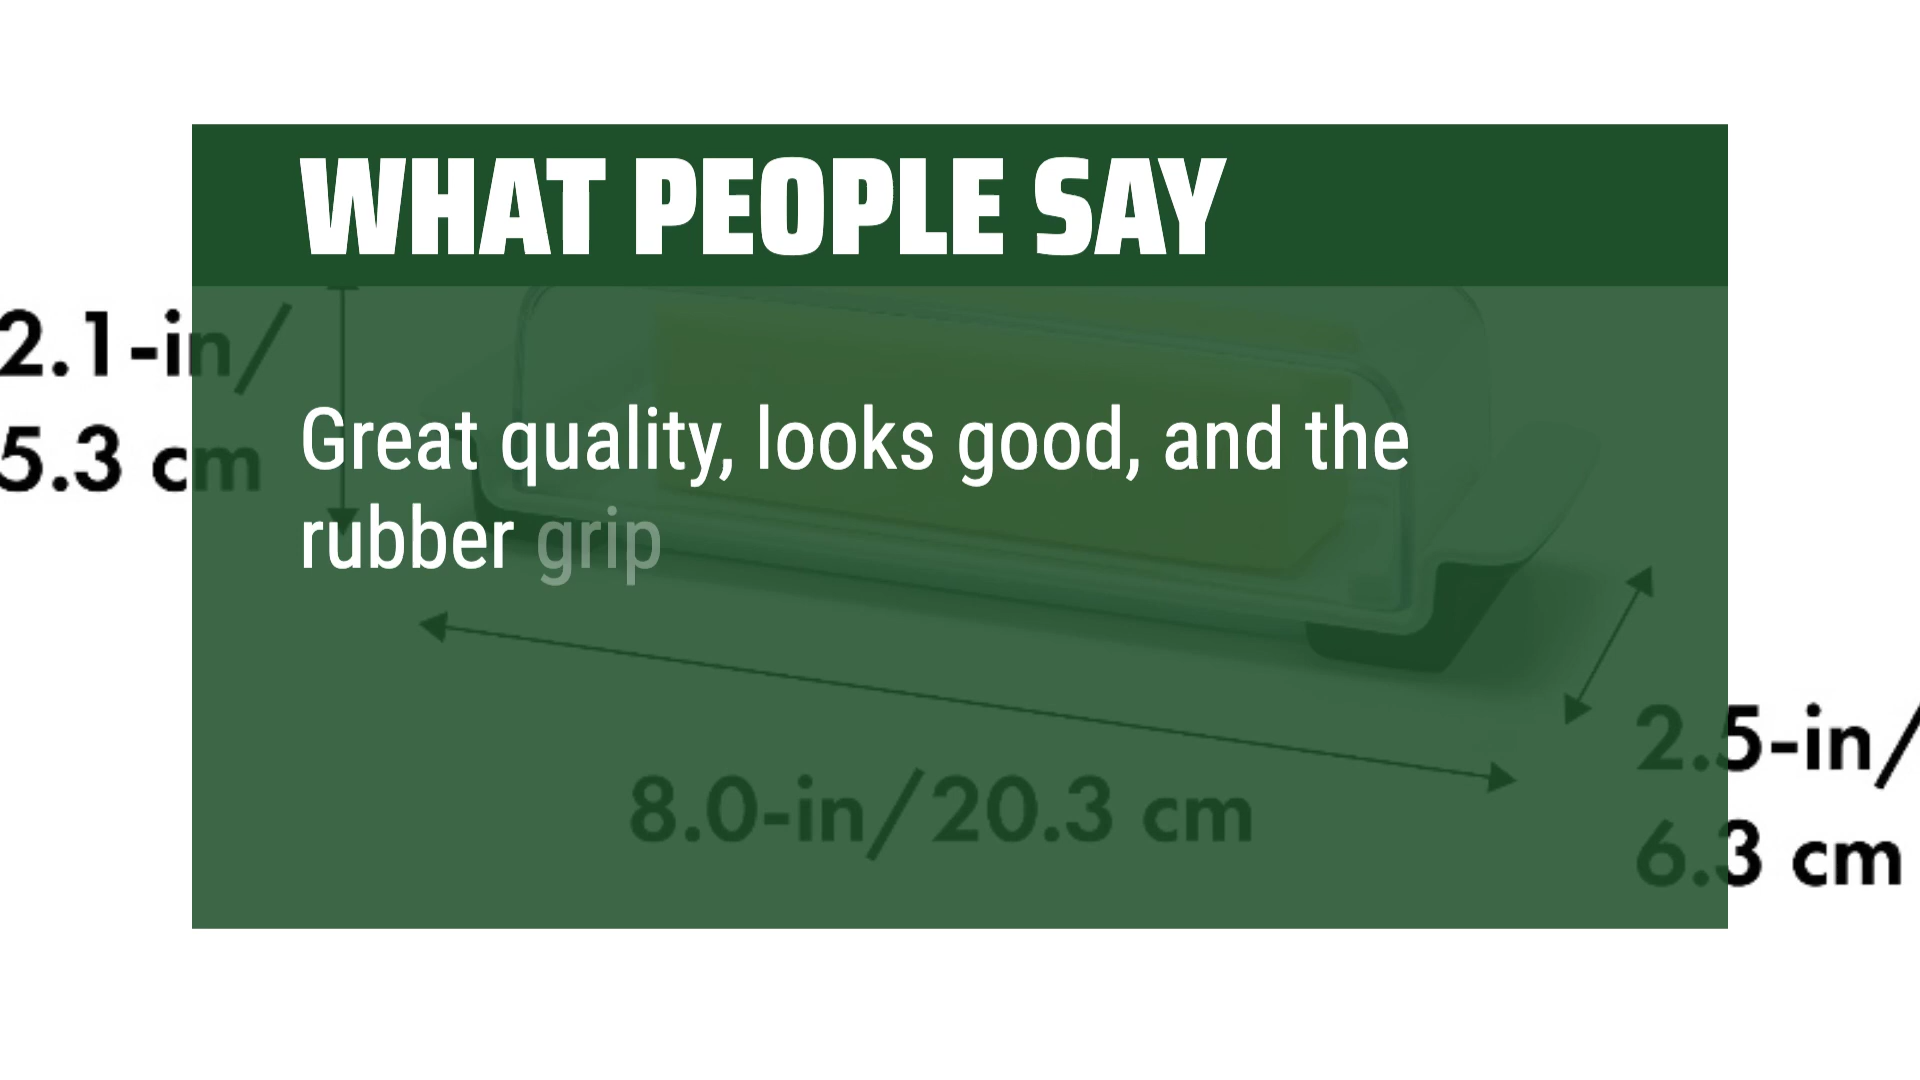 WHAT PEOPLE SAY
2.1-in/
5.3 cm
Great quality, looks good, and the
rubber grip
8.0-in/20.3 cm
2.5-in/
6.3 cm